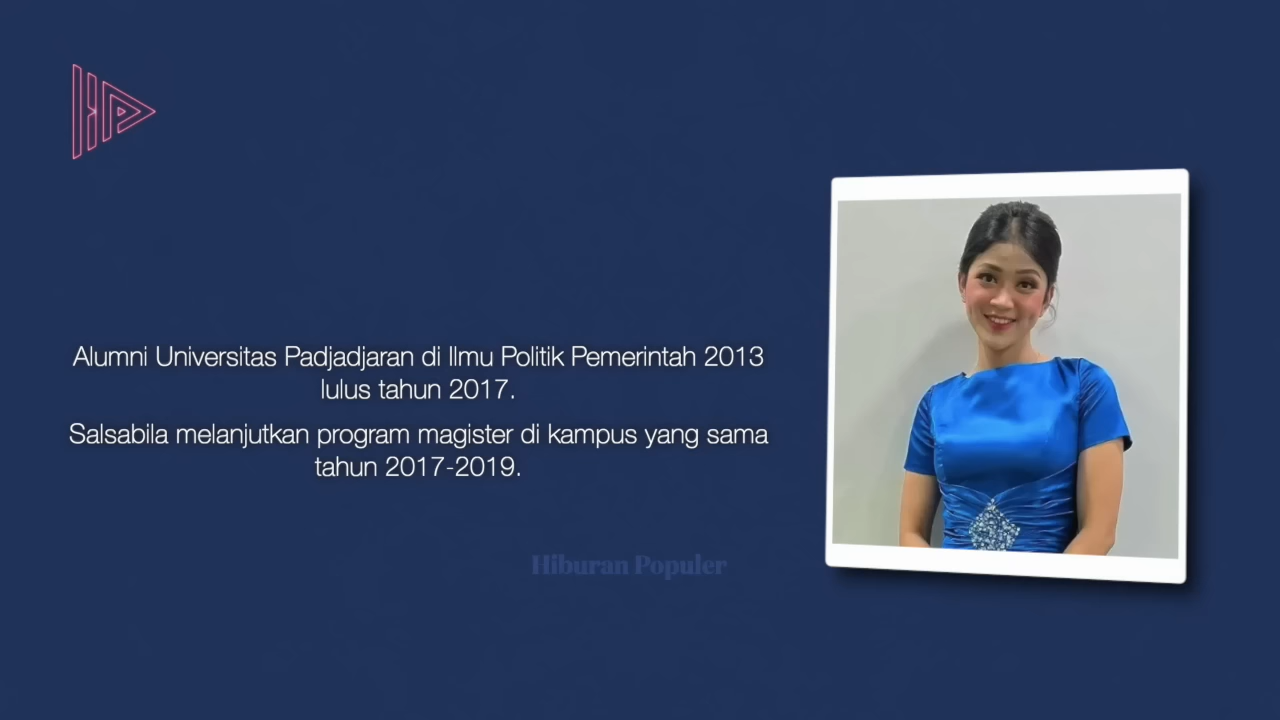 Alumni Universitas Padjadjaran di Ilmu Politik Pemerintah 2013
lulus tahun 2017.
Salsabila melanjutkan program magister di kampus yang sama
tahun 2017-2019.
Hiburan Populer